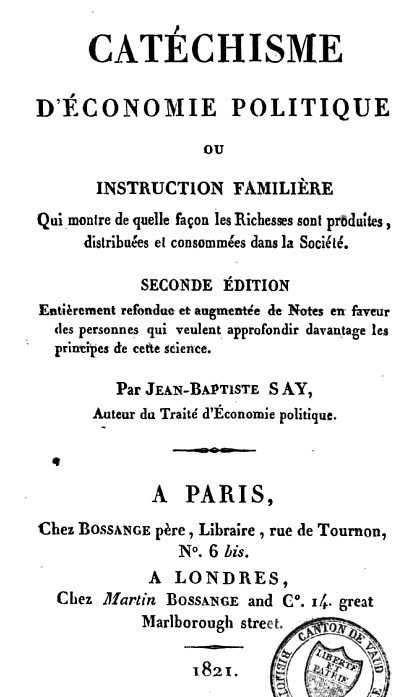 CATÉCHISME
D'ÉCONOMIE POLITIQUE
OU
INSTRUCTION FAMILIÈRE
Qui montre de quelle façon les Richesses sont produites,
distribuées et consommées dans la Société.
SECONDE ÉDITION
Entièrement refondue et augmentée de Notes en faveur
des personnes qui veulent approfondir davantage les
principes de cette science.
Par JEAN-BAPTISTE SAY,
Auteur du Traité d'Économie politique.
A PARIS,
Chez BOSSANGE père, Libraire, rue de Tournon,
N°. 6 bis.
A LONDRES,
Chez Martin BOSSANGE and C°. 14. great
Marlborough street.
1821.
CANTON DE VAUD
LIBERTÉ
ET
PATRIE